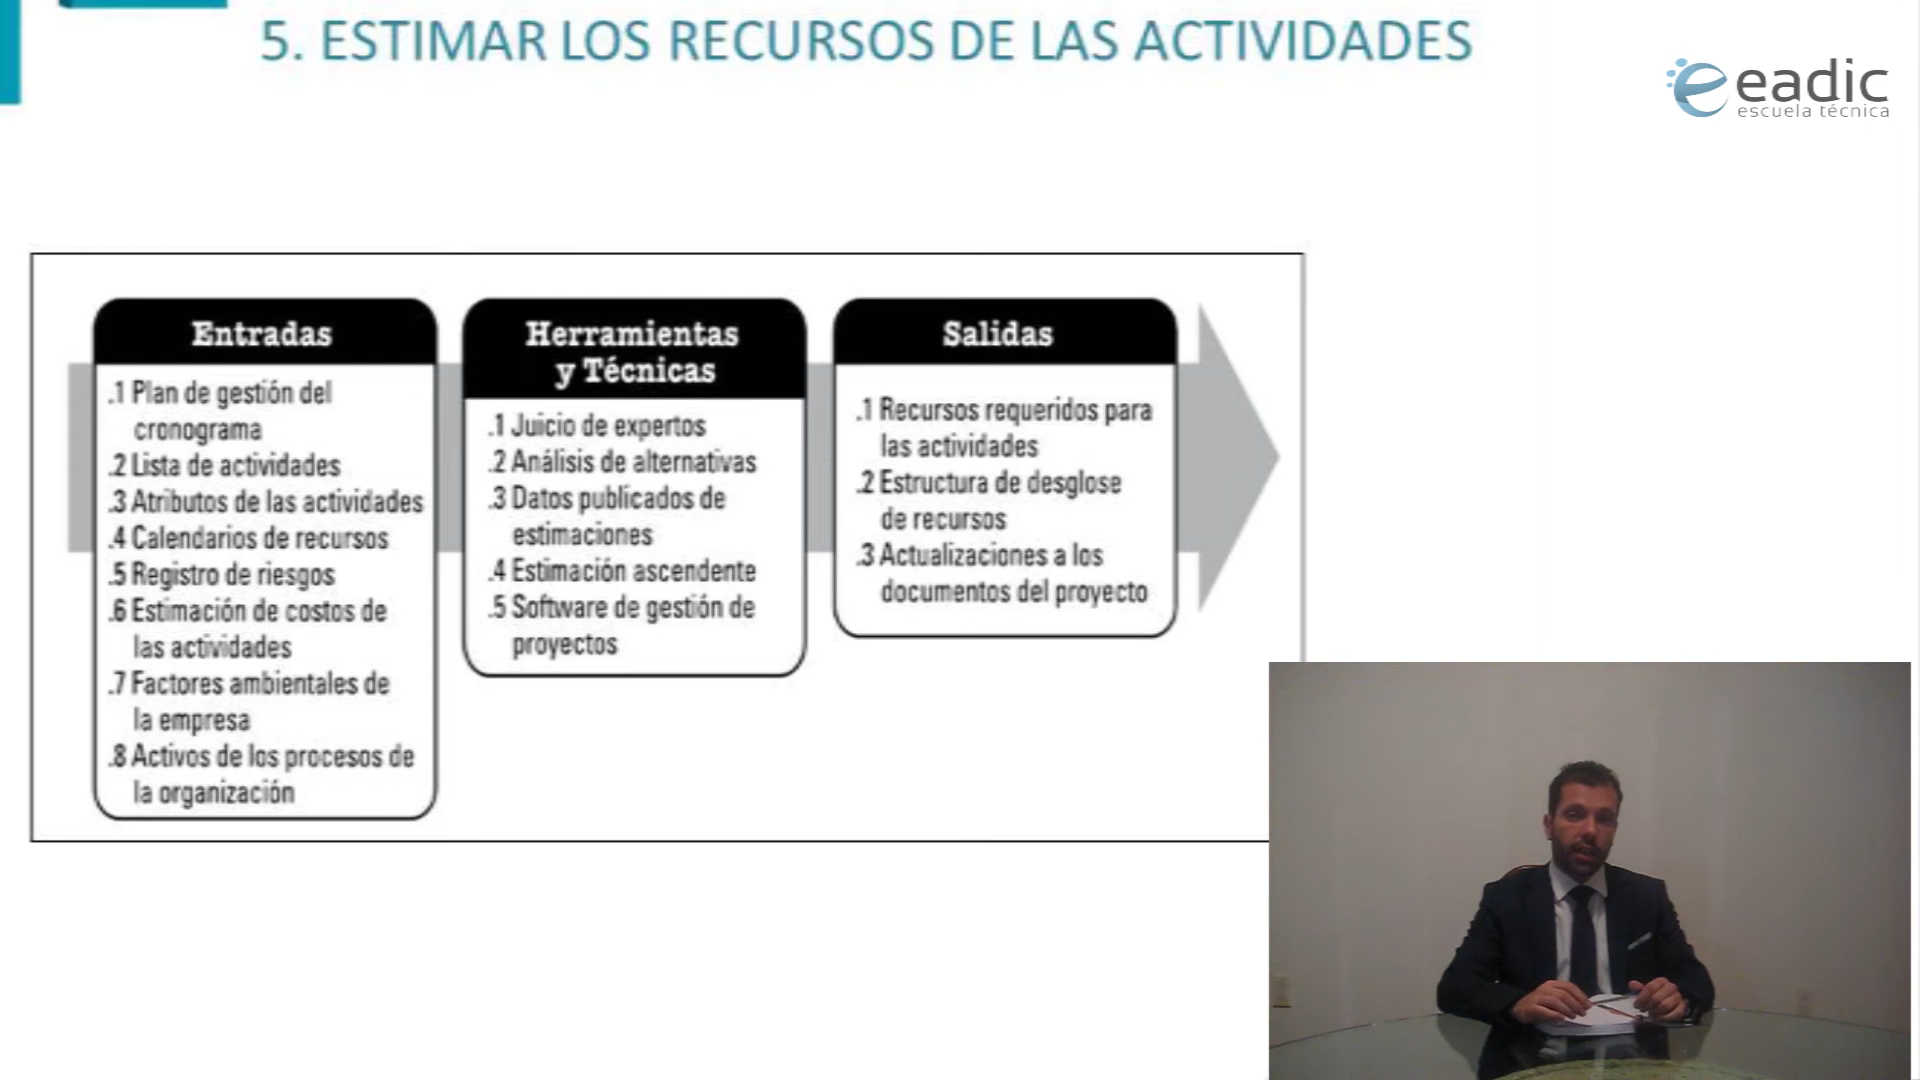 5. ESTIMAR LOS RECURSOS DE LAS ACTIVIDADES
eadic
escuela técnica
Entradas
.1 Plan de gestión del
cronograma
.2 Lista de actividades
.3 Atributos de las actividades
.4 Calendarios de recursos
.5 Registro de riesgos
.6 Estimación de costos de
las actividades
.7 Factores ambientales de
la empresa
.8 Activos de los procesos de
la organización
Herramientas
y Técnicas
.1 Juicio de expertos
.2 Análisis de alternativas
.3 Datos publicados de
estimaciones
.4 Estimación ascendente
.5 Software de gestión de
proyectos
Salidas
.1 Recursos requeridos para
las actividades
.2 Estructura de desglose
de recursos
.3 Actualizaciones a los
documentos del proyecto